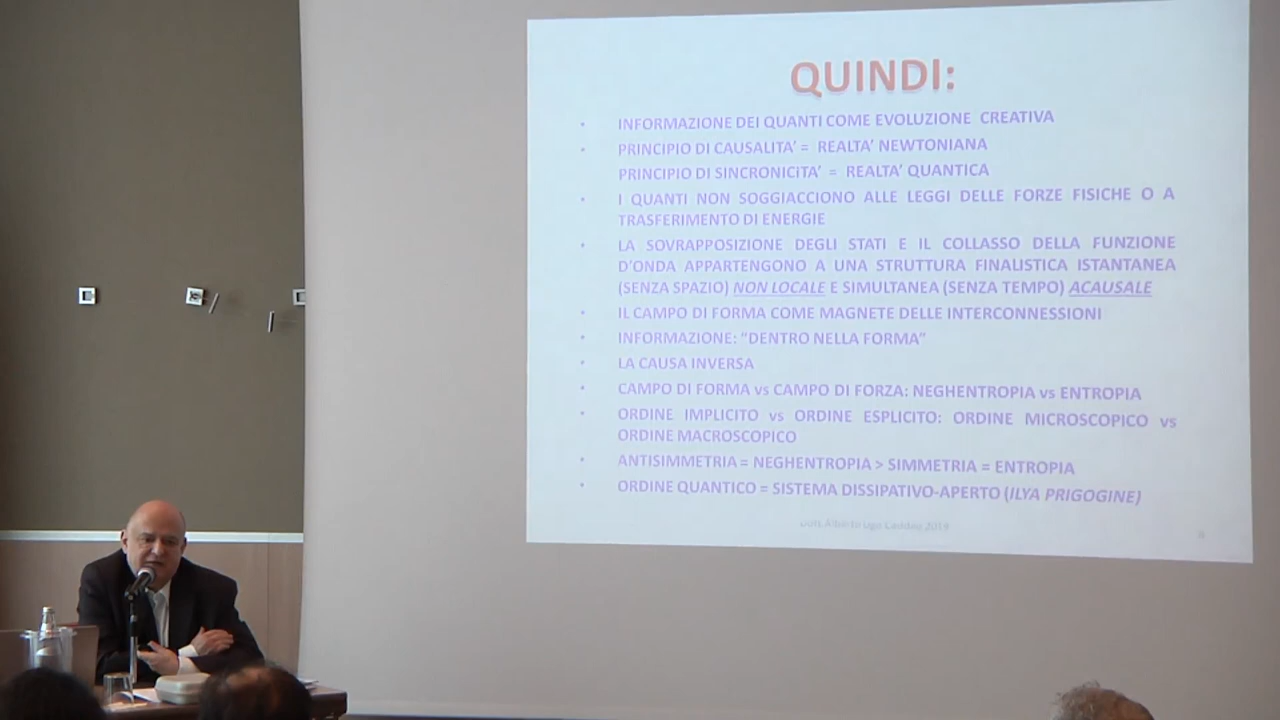 QUINDI:
• INFORMAZIONE DEI QUANTI COME EVOLUZIONE CREATIVA
• PRINCIPIO DI CAUSALITA' = REALTA' NEWTONIANA
PRINCIPIO DI SINCRONICITA' = REALTA' QUANTICA
• I QUANTI NON SOGGIACCIONO ALLE LEGGI DELLE FORZE FISICHE O A
TRASFERIMENTO DI ENERGIE
• LA SOVRAPPOSIZIONE DEGLI STATI E IL COLLASSO DELLA FUNZIONE
D'ONDA APPARTENGONO A UNA STRUTTURA FINALISTICA ISTANTANEA
(SENZA SPAZIO) NON LOCALE E SIMULTANEA (SENZA TEMPO) ACAUSALE
• IL CAMPO DI FORMA COME MAGNETE DELLE INTERCONNESSIONI
• INFORMAZIONE: "DENTRO NELLA FORMA"
• LA CAUSA INVERSA
• CAMPO DI FORMA vs CAMPO DI FORZA: NEGHENTROPIA vs ENTROPIA
• ORDINE IMPLICITO vs ORDINE ESPLICITO: ORDINE MICROSCOPICO vs
ORDINE MACROSCOPICO
• ANTISIMMETRIA = NEGHENTROPIA > SIMMETRIA = ENTROPIA
• ORDINE QUANTICO = SISTEMA DISSIPATIVO-APERTO (ILYA PRIGOGINE)
Alberto Ugo 2019